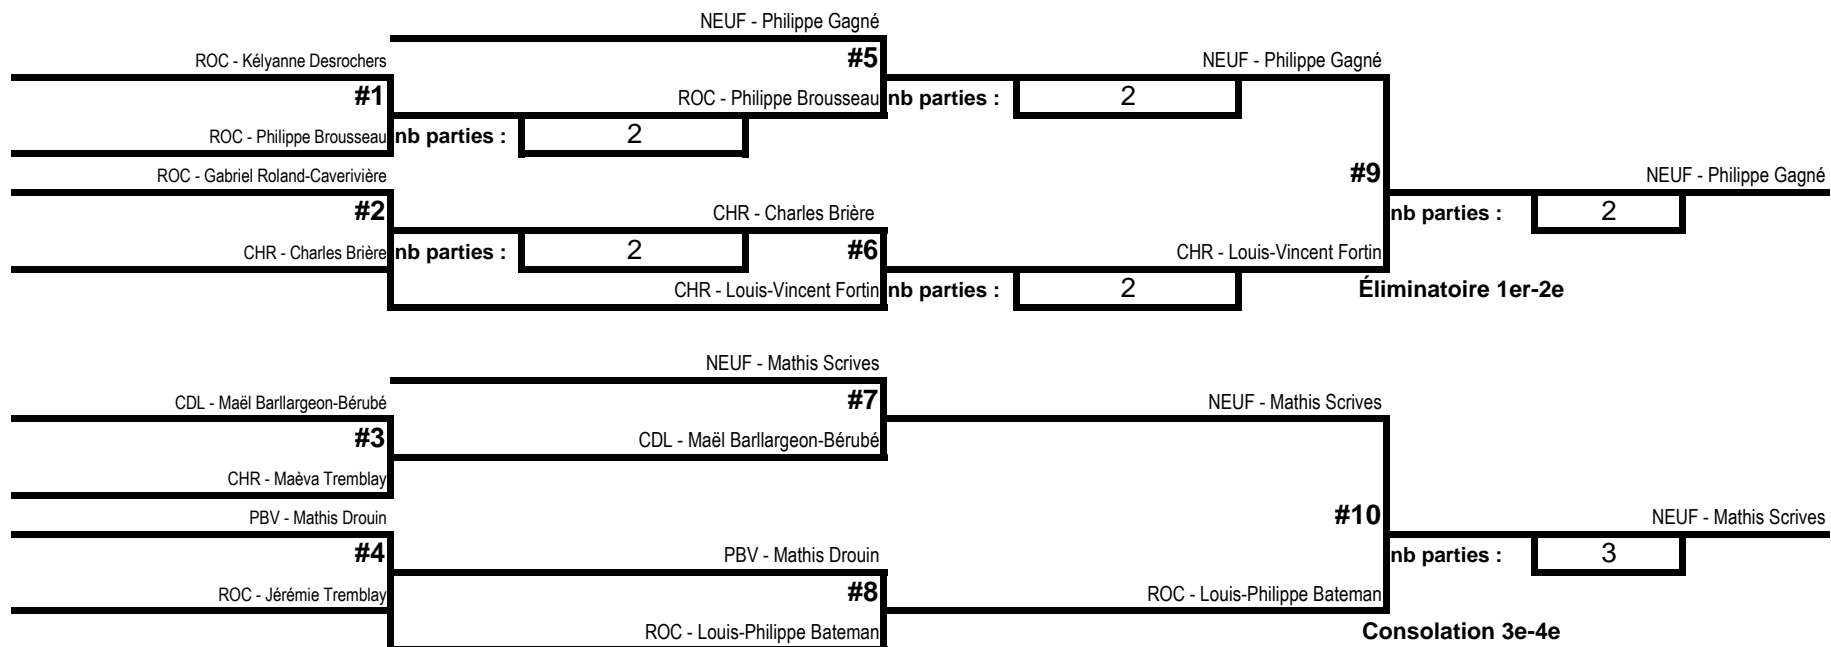 NEUF - Philippe Gagné
ROC - Kélyanne Desrochers #5 NEUF - Philippe Gagné
#1 ROC - Philippe Brousseau nb parties : 2
ROC - Philippe Brousseau nb parties : 2
ROC - Gabriel Roland-Caverivière #9 NEUF - Philippe Gagné
#2 CHR - Charles Brière nb parties : 2
CHR - Charles Brière nb parties : 2 #6 CHR - Louis-Vincent Fortin
CHR - Louis-Vincent Fortin nb parties : 2 Éliminatoire 1er-2e
NEUF - Mathis Scrives
CDL - Maël Barllargeon-Bérubé #7 NEUF - Mathis Scrives
#3 CDL - Maël Barllargeon-Bérubé
CHR - Maèva Tremblay
PBV - Mathis Drouin #10 NEUF - Mathis Scrives
#4 PBV - Mathis Drouin nb parties : 3
ROC - Jérémie Tremblay #8 ROC - Louis-Philippe Bateman
ROC - Louis-Philippe Bateman Consolation 3e-4e